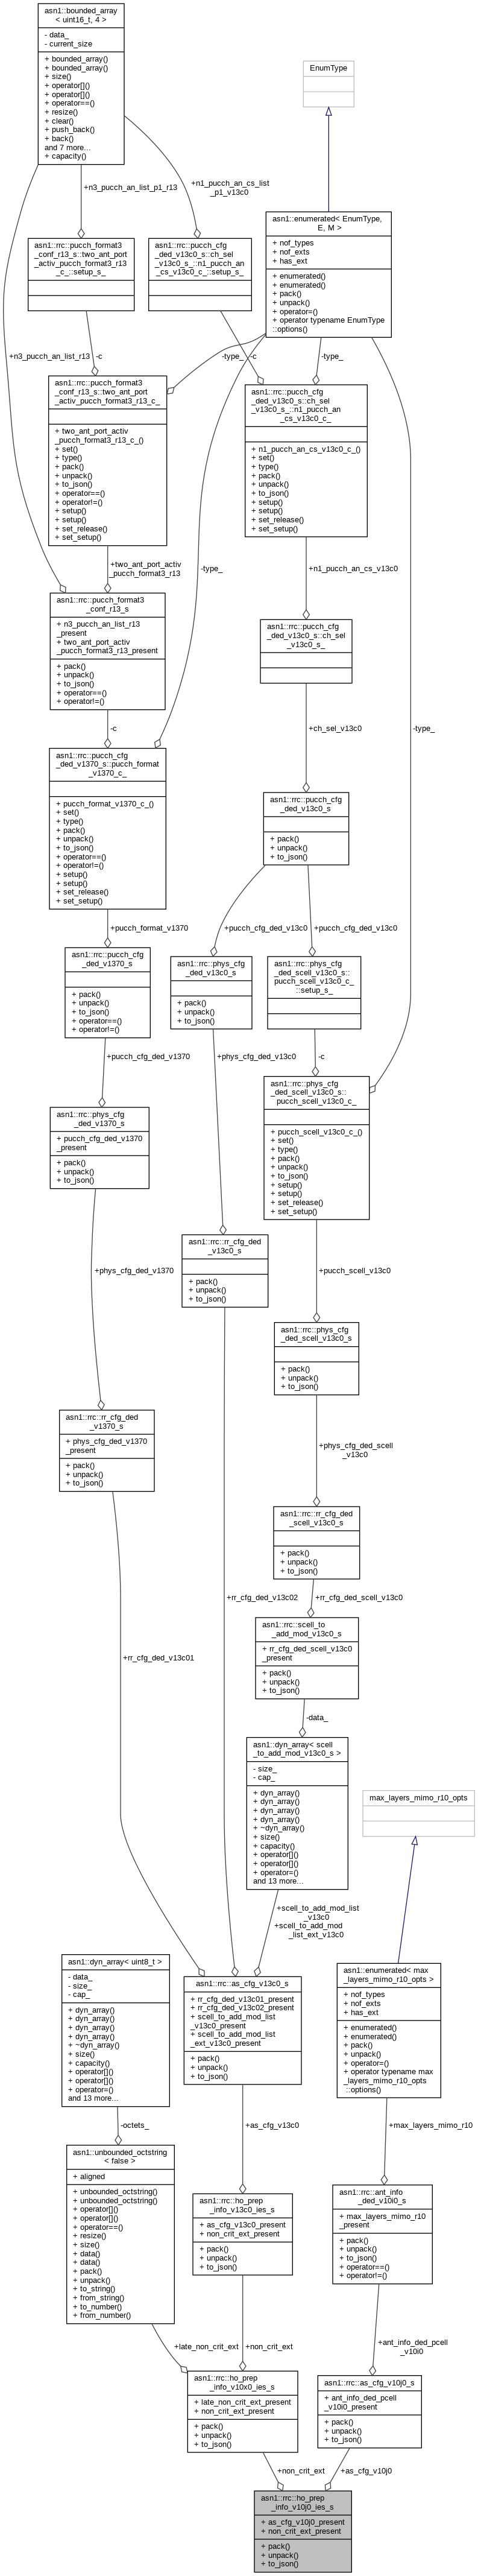 asn1::bounded_array
< uint16_t, 4 >
- data_
- current_size
+ bounded_array()
+ bounded_array()
+ size()
+ operator[]()
+ operator[]()
+ operator==()
+ resize()
+ clear()
+ push_back()
+ back()
and 7 more...
+ capacity()
EnumType
+n3_pucch_an_list_p1_r13
+n1_pucch_an_cs_list
_p1_v13c0
asn1::enumerated< EnumType,
E, M >
+ nof_types
+ nof_exts
+ has_ext
+ enumerated()
+ enumerated()
+ pack()
+ unpack()
+ operator=()
+ operator typename EnumType
::options()
asn1::rrc::pucch_format3
_conf_r13_s::two_ant_port
_activ_pucch_format3_r13
_c_::setup_s_
asn1::rrc::pucch_cfg
_ded_v13c0_s::ch_sel
_v13c0_s_::n1_pucch_an
_cs_v13c0_c_::setup_s_
+n3_pucch_an_list_r13
-c
-type_
-c
-type_
asn1::rrc::pucch_format3
_conf_r13_s::two_ant_port
_activ_pucch_format3_r13_c_
+ two_ant_port_activ
_pucch_format3_r13_c_()
+ set()
+ type()
+ pack()
+ unpack()
+ to_json()
+ operator==()
+ operator!=()
+ setup()
+ setup()
+ set_release()
+ set_setup()
asn1::rrc::pucch_cfg
_ded_v13c0_s::ch_sel
_v13c0_s_::n1_pucch_an
_cs_v13c0_c_
+ n1_pucch_an_cs_v13c0_c_()
+ set()
+ type()
+ pack()
+ unpack()
+ to_json()
+ setup()
+ setup()
+ set_release()
+ set_setup()
+two_ant_port_activ
_pucch_format3_r13
-type_
+n1_pucch_an_cs_v13c0
asn1::rrc::pucch_format3
_conf_r13_s
+ n3_pucch_an_list_r13
_present
+ two_ant_port_activ
_pucch_format3_r13_present
+ pack()
+ unpack()
+ to_json()
+ operator==()
+ operator!=()
asn1::rrc::pucch_cfg
_ded_v13c0_s::ch_sel
_v13c0_s_
-c
+ch_sel_v13c0
-type_
asn1::rrc::pucch_cfg
_ded_v1370_s::pucch_format
_v1370_c_
+ pucch_format_v1370_c_()
+ set()
+ type()
+ pack()
+ unpack()
+ to_json()
+ operator==()
+ operator!=()
+ setup()
+ setup()
+ set_release()
+ set_setup()
asn1::rrc::pucch_cfg
_ded_v13c0_s
+ pack()
+ unpack()
+ to_json()
+pucch_format_v1370
+pucch_cfg_ded_v13c0
+pucch_cfg_ded_v13c0
asn1::rrc::pucch_cfg
_ded_v1370_s
+ pack()
+ unpack()
+ to_json()
+ operator==()
+ operator!=()
asn1::rrc::phys_cfg
_ded_v13c0_s
+ pack()
+ unpack()
+ to_json()
asn1::rrc::phys_cfg
_ded_scell_v13c0_s::
pucch_scell_v13c0_c_
::setup_s_
+pucch_cfg_ded_v1370
+phys_cfg_ded_v13c0
-c
asn1::rrc::phys_cfg
_ded_v1370_s
+ pucch_cfg_ded_v1370
_present
+ pack()
+ unpack()
+ to_json()
asn1::rrc::phys_cfg
_ded_scell_v13c0_s::
pucch_scell_v13c0_c_
+ pucch_scell_v13c0_c_()
+ set()
+ type()
+ pack()
+ unpack()
+ to_json()
+ setup()
+ setup()
+ set_release()
+ set_setup()
+phys_cfg_ded_v1370
asn1::rrc::rr_cfg_ded
_v13c0_s
+ pack()
+ unpack()
+ to_json()
+pucch_scell_v13c0
asn1::rrc::phys_cfg
_ded_scell_v13c0_s
+ pack()
+ unpack()
+ to_json()
asn1::rrc::rr_cfg_ded
_v1370_s
+ phys_cfg_ded_v1370
_present
+ pack()
+ unpack()
+ to_json()
+phys_cfg_ded_scell
_v13c0
asn1::rrc::rr_cfg_ded
_scell_v13c0_s
+ pack()
+ unpack()
+ to_json()
+rr_cfg_ded_v13c02
+rr_cfg_ded_scell_v13c0
asn1::rrc::scell_to
_add_mod_v13c0_s
+ rr_cfg_ded_scell_v13c0
_present
+ pack()
+ unpack()
+ to_json()
+rr_cfg_ded_v13c01
-data_
asn1::dyn_array< scell
_to_add_mod_v13c0_s >
- size_
- cap_
+ dyn_array()
+ dyn_array()
+ dyn_array()
+ dyn_array()
+ ~dyn_array()
+ size()
+ capacity()
+ operator[]()
+ operator[]()
+ operator=()
and 13 more...
max_layers_mimo_r10_opts
+scell_to_add_mod_list
_v13c0
+scell_to_add_mod
_list_ext_v13c0
asn1::dyn_array< uint8_t >
- data_
- size_
- cap_
+ dyn_array()
+ dyn_array()
+ dyn_array()
+ dyn_array()
+ ~dyn_array()
+ size()
+ capacity()
+ operator[]()
+ operator[]()
+ operator=()
and 13 more...
asn1::rrc::as_cfg_v13c0_s
+ rr_cfg_ded_v13c01_present
+ rr_cfg_ded_v13c02_present
+ scell_to_add_mod_list
_v13c0_present
+ scell_to_add_mod_list
_ext_v13c0_present
+ pack()
+ unpack()
+ to_json()
asn1::enumerated< max
_layers_mimo_r10_opts >
+ nof_types
+ nof_exts
+ has_ext
+ enumerated()
+ enumerated()
+ pack()
+ unpack()
+ operator=()
+ operator typename max
_layers_mimo_r10_opts
::options()
-octets_
+as_cfg_v13c0
+max_layers_mimo_r10
asn1::unbounded_octstring
< false >
+ aligned
+ unbounded_octstring()
+ unbounded_octstring()
+ operator[]()
+ operator[]()
+ operator==()
+ resize()
+ size()
+ data()
+ data()
+ pack()
+ unpack()
+ to_string()
+ from_string()
+ to_number()
+ from_number()
asn1::rrc::ho_prep
_info_v13c0_ies_s
+ as_cfg_v13c0_present
+ non_crit_ext_present
+ pack()
+ unpack()
+ to_json()
asn1::rrc::ant_info
_ded_v10i0_s
+ max_layers_mimo_r10
_present
+ pack()
+ unpack()
+ to_json()
+ operator==()
+ operator!=()
+late_non_crit_ext
+non_crit_ext
+ant_info_ded_pcell
_v10i0
asn1::rrc::ho_prep
_info_v10x0_ies_s
+ late_non_crit_ext_present
+ non_crit_ext_present
+ pack()
+ unpack()
+ to_json()
asn1::rrc::as_cfg_v10j0_s
+ ant_info_ded_pcell
_v10i0_present
+ pack()
+ unpack()
+ to_json()
+non_crit_ext
+as_cfg_v10j0
asn1::rrc::ho_prep
_info_v10j0_ies_s
+ as_cfg_v10j0_present
+ non_crit_ext_present
+ pack()
+ unpack()
+ to_json()